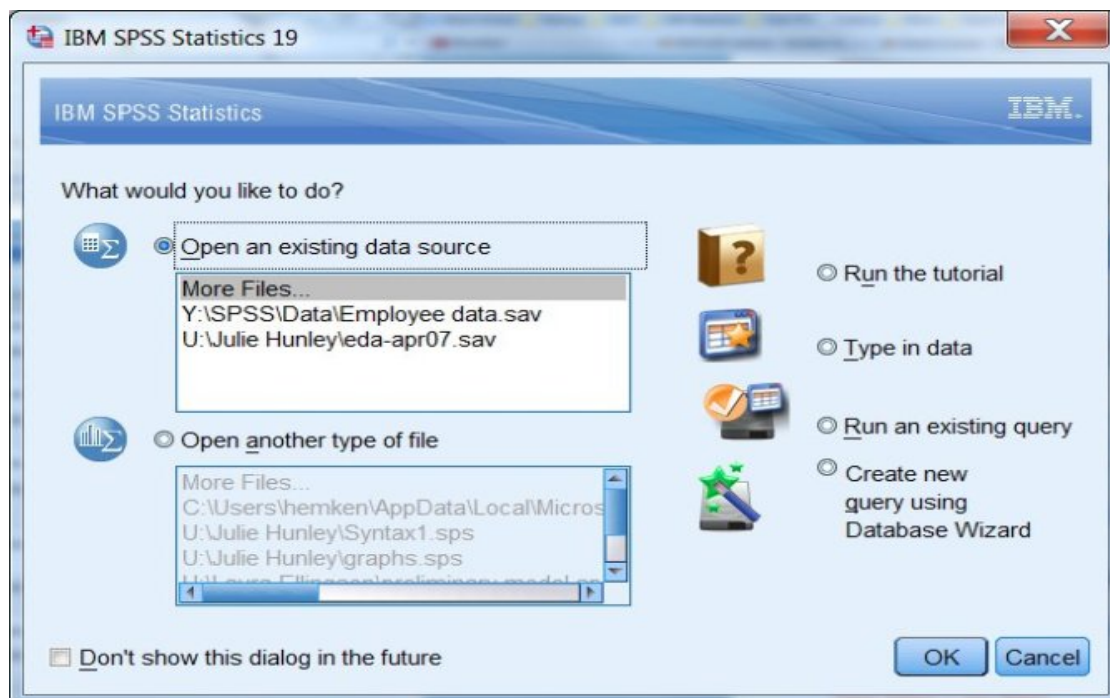 IBM SPSS Statistics 19
IBM SPSS Statistics
IBM.
What would you like to do?
Open an existing data source
More Files...
Y:\SPSS\Data\Employee data.sav
U:\Julie Hunley\eda-apr07.sav
Open another type of file
More Files...
C:\Users\hemken\AppData\Local\Micros
U:\Julie Hunley\Syntax1.sps
U:\Julie Hunley\graphs.sps
Run the tutorial
Type in data
Run an existing query
Create new
query using
Database Wizard
Don't show this dialog in the future
OK
Cancel